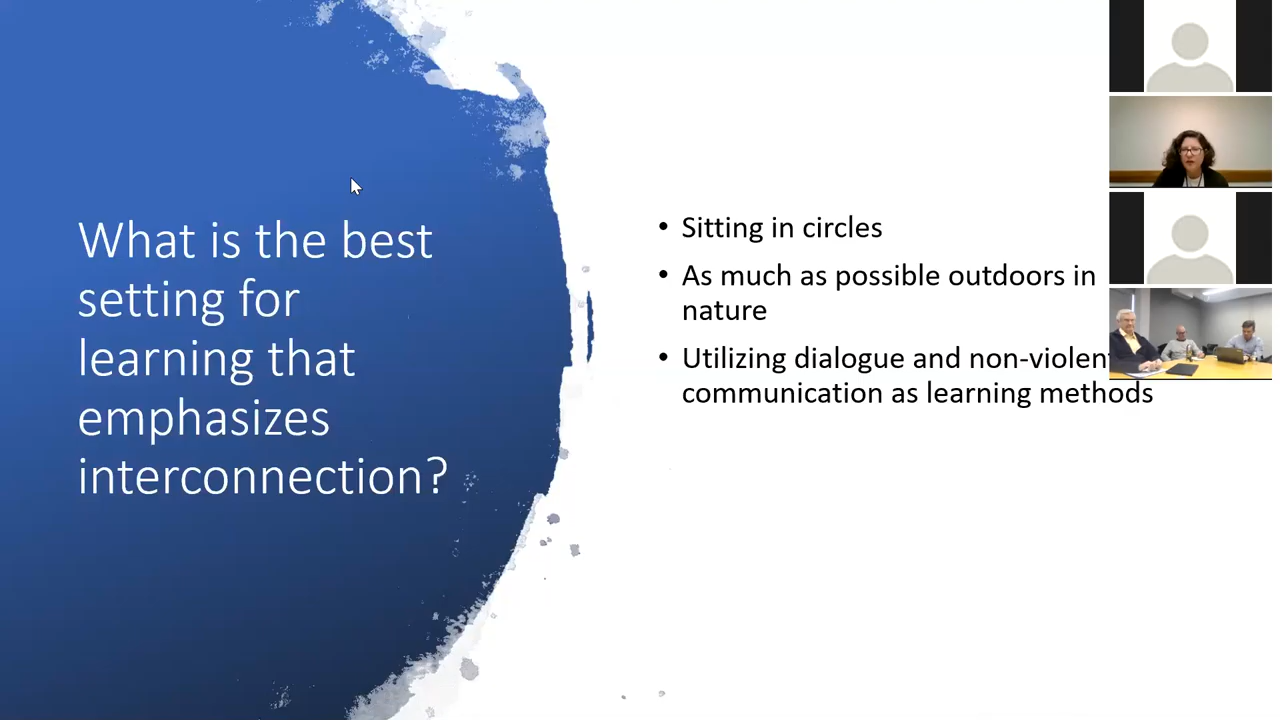 What is the best
setting for
learning that
emphasizes
interconnection?
• Sitting in circles
• As much as possible outdoors in
nature
• Utilizing dialogue and non-violent
communication as learning methods